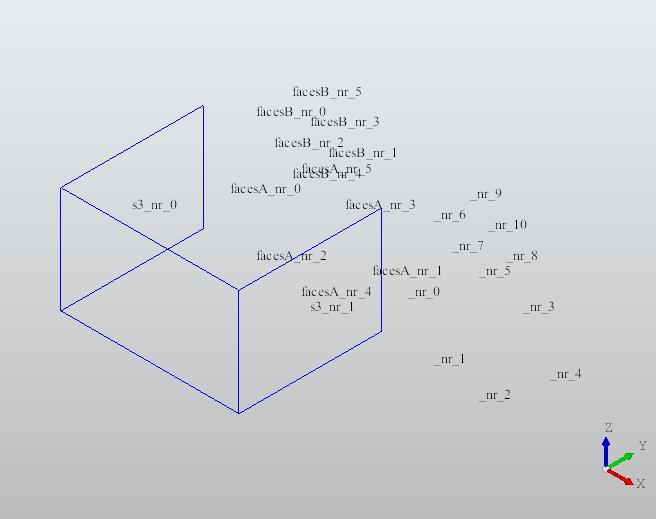 facesB_nr_5
facesB_nr_0
facesB_nr_3
facesB_nr_2
facesB_nr_1
facesA_nr_5
facesB_nr_4
facesA_nr_0
_nr_9
s3_nr_0
facesA_nr_3
_nr_6
_nr_10
_nr_7
facesA_nr_2
_nr_8
facesA_nr_1
_nr_5
facesA_nr_4
_nr_0
s3_nr_1
_nr_3
_nr_1
_nr_4
_nr_2
Z
Y
X